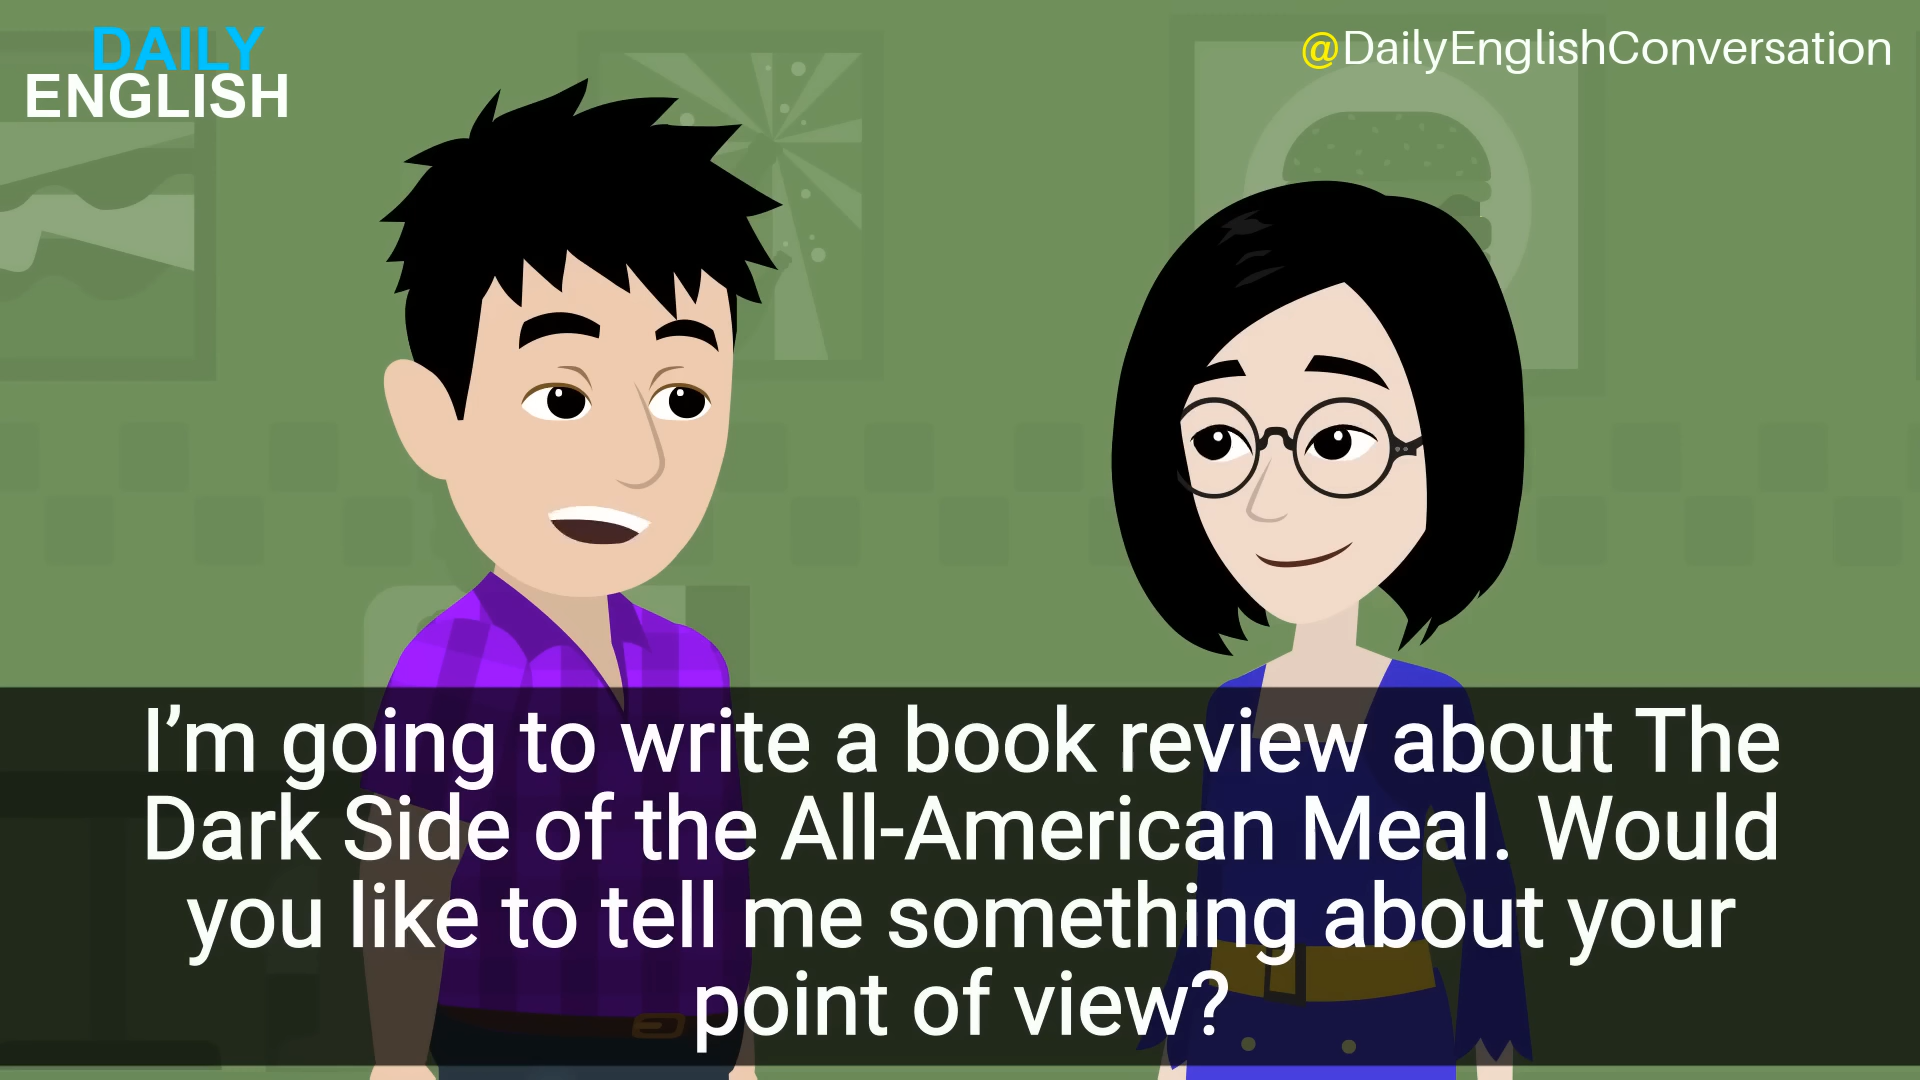 DAILY
ENGLISH
@DailyEnglishConversation
I’m going to write a book review about The
Dark Side of the All-American Meal. Would
you like to tell me something about your
point of view?